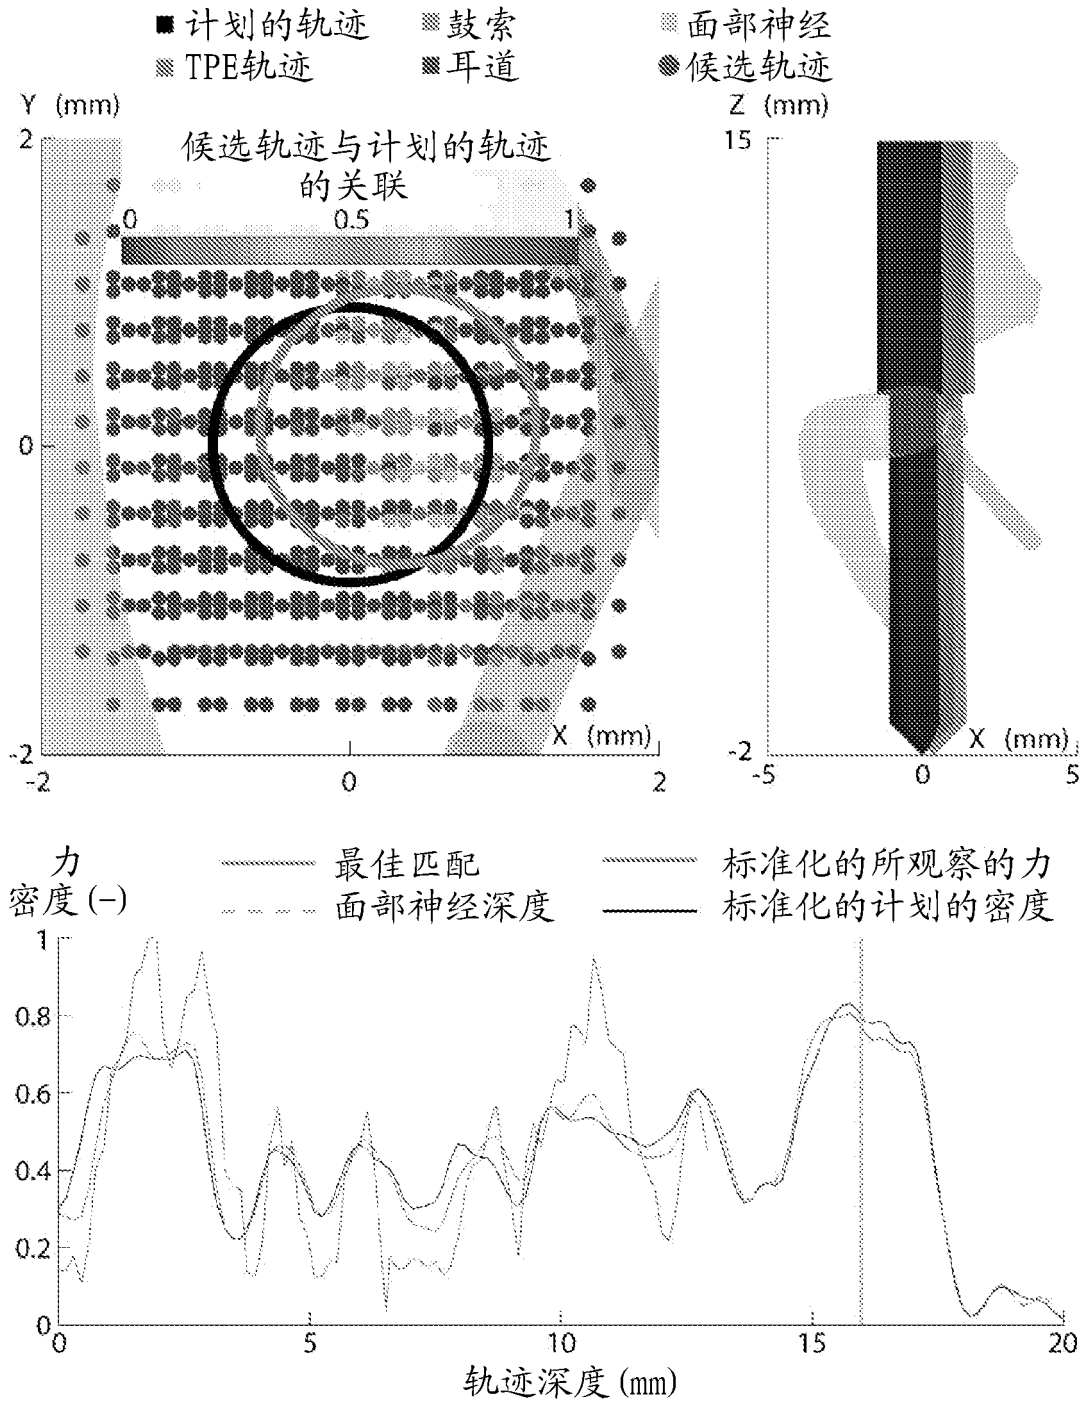 计划的轨迹 鼓索 面部神经
TPE轨迹 耳道 候选轨迹
Y (mm)
Z (mm)
2
候选轨迹与计划的轨迹
的关联
0 0.5 1
0
-2
X (mm)
-2 0 2
15
-2
X (mm)
-5 0 5
力
密度(-)
最佳匹配 标准化的所观察的力
面部神经深度 标准化的计划的密度
1
0.8
0.6
0.4
0.2
0
0 5 10 15 20
轨迹深度(mm)